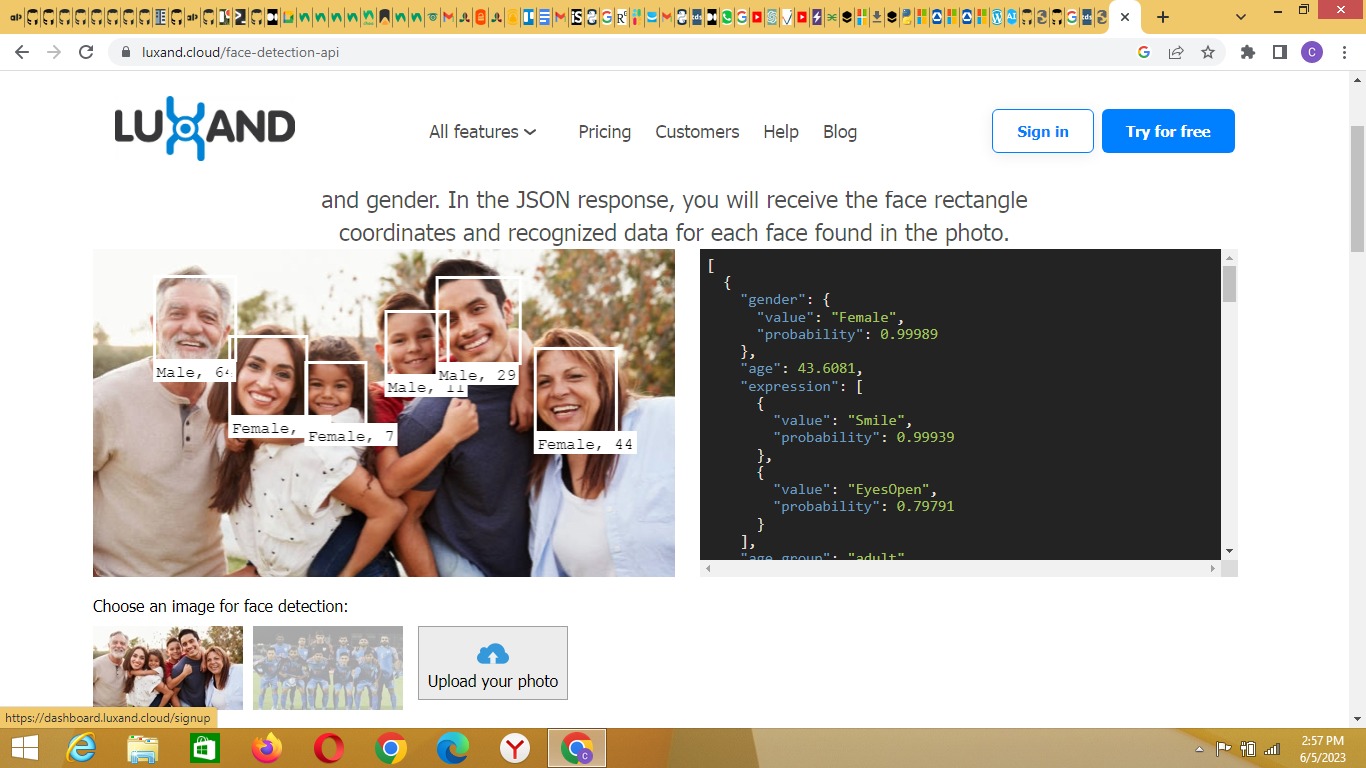 luxand.cloud/face-detection-api
C
LUXAND
All features
Pricing
Customers
Help
Blog
Sign in
Try for free
and gender. In the JSON response, you will receive the face rectangle
coordinates and recognized data for each face found in the photo.
Male, 64
Female,
Female, 7
Male, 11
Male, 29
Female, 44
[
{
"gender": {
"value": "Female",
"probability": 0.99989
},
"age": 43.6081,
"expression": [
{
"value": "Smile",
"probability": 0.99939
},
{
"value": "EyesOpen",
"probability": 0.79791
}
],
"age_group": "adult"
Choose an image for face detection:
Upload your photo
https://dashboard.luxand.cloud/signup
2:57 PM
6/5/2023